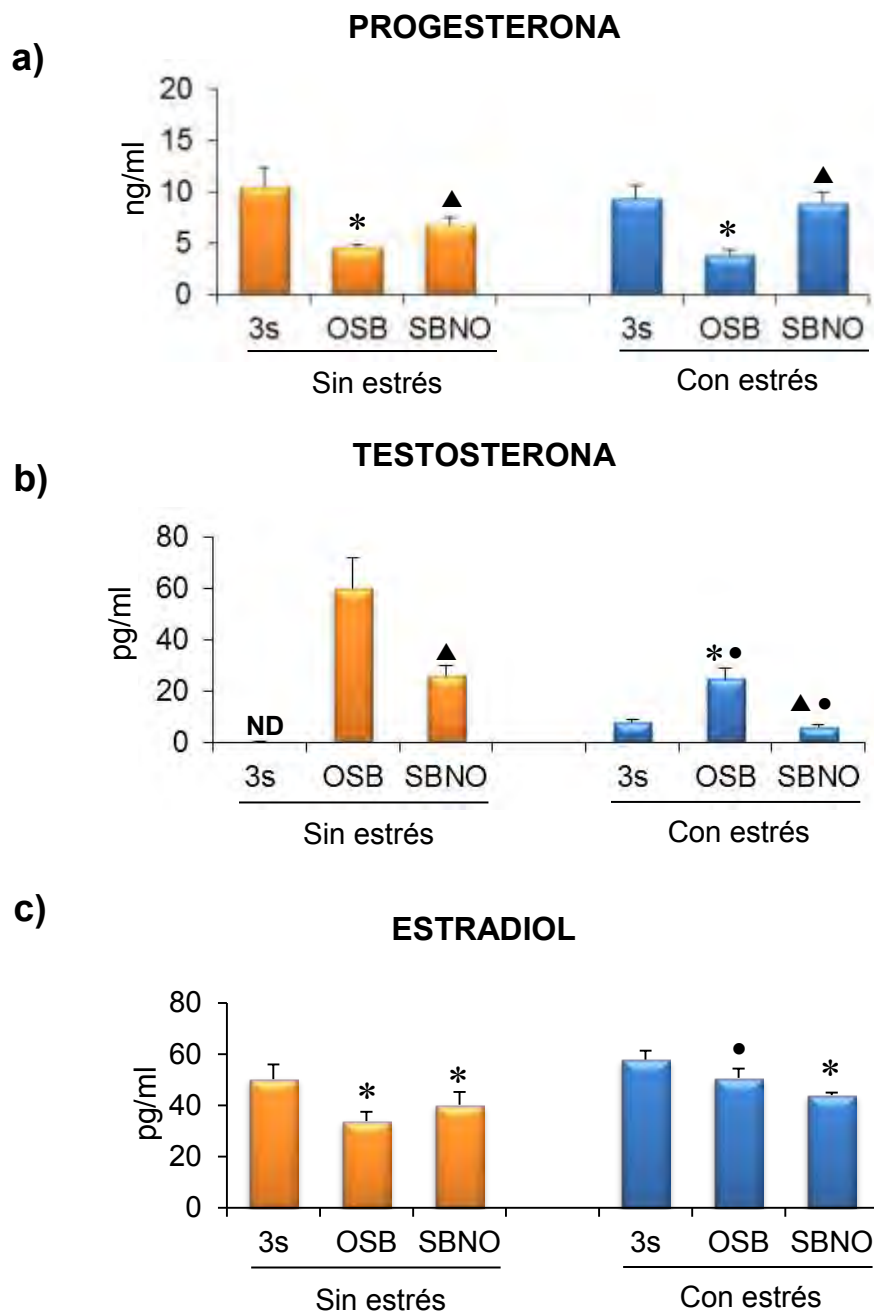 PROGESTERONA
a)
20
15
10
5
0
ng/ml
*
▲
*
▲
3s OSB SBNO 3s OSB SBNO
Sin estrés Con estrés
TESTOSTERONA
b)
80
60
40
20
0
pg/ml
ND
▲
* ●
▲ ●
3s OSB SBNO 3s OSB SBNO
Sin estrés Con estrés
c)
ESTRADIOL
80
60
40
20
0
pg/ml
*
*
●
*
3s OSB SBNO 3s OSB SBNO
Sin estrés Con estrés